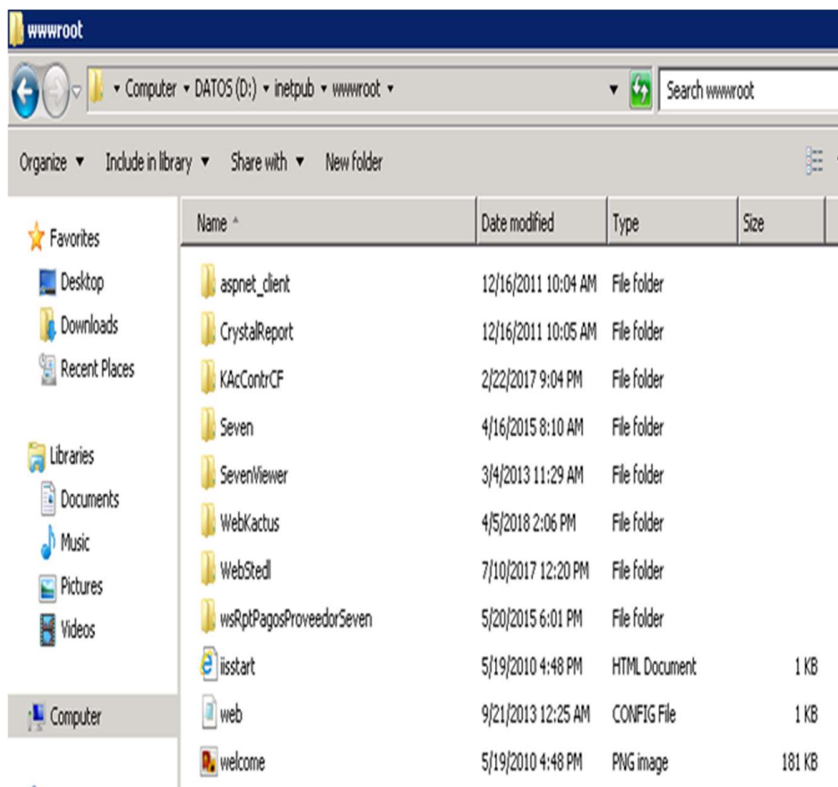 wwwroot
Computer DATOS (D:) inetpub wwwroot Search wwwroot
Organize Include in library Share with New folder
Favorites
Desktop
Downloads
Recent Places
Libraries
Documents
Music
Pictures
Videos
Computer
Name Date modified Type Size
aspnet_client 12/16/2011 10:04 AM File folder
CrystalReport 12/16/2011 10:05 AM File folder
KAcContrCF 2/22/2017 9:04 PM File folder
Seven 4/16/2015 8:10 AM File folder
SevenViewer 3/4/2013 11:29 AM File folder
WebKactus 4/5/2018 2:06 PM File folder
WebStedl 7/10/2017 12:20 PM File folder
wsRptPagosProveedorSeven 5/20/2015 6:01 PM File folder
iisstart 5/19/2010 4:48 PM HTML Document 1 KB
web 9/21/2013 12:25 AM CONFIG File 1 KB
welcome 5/19/2010 4:48 PM PNG image 181 KB